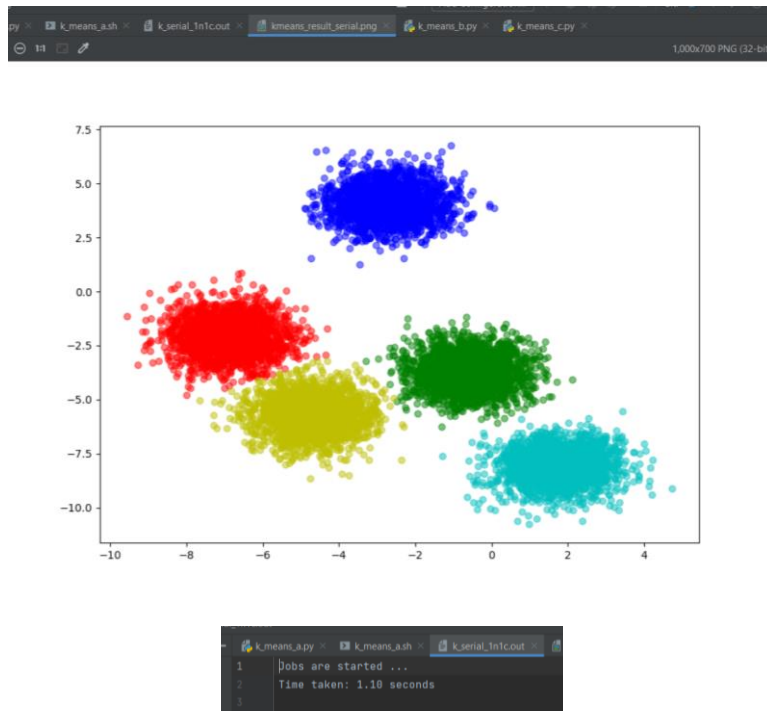 py k_means_a.sh k_serial_1n1c.out kmeans_result_serial.png k_means_b.py k_means_c.py
1:1 1,000x700 PNG (32-bit
7.5
5.0
2.5
0.0
−2.5
−5.0
−7.5
−10.0
−10 −8 −6 −4 −2 0 2 4
k_means_a.py k_means_a.sh k_serial_1n1c.out
1 Jobs are started ...
2 Time taken: 1.10 seconds
3